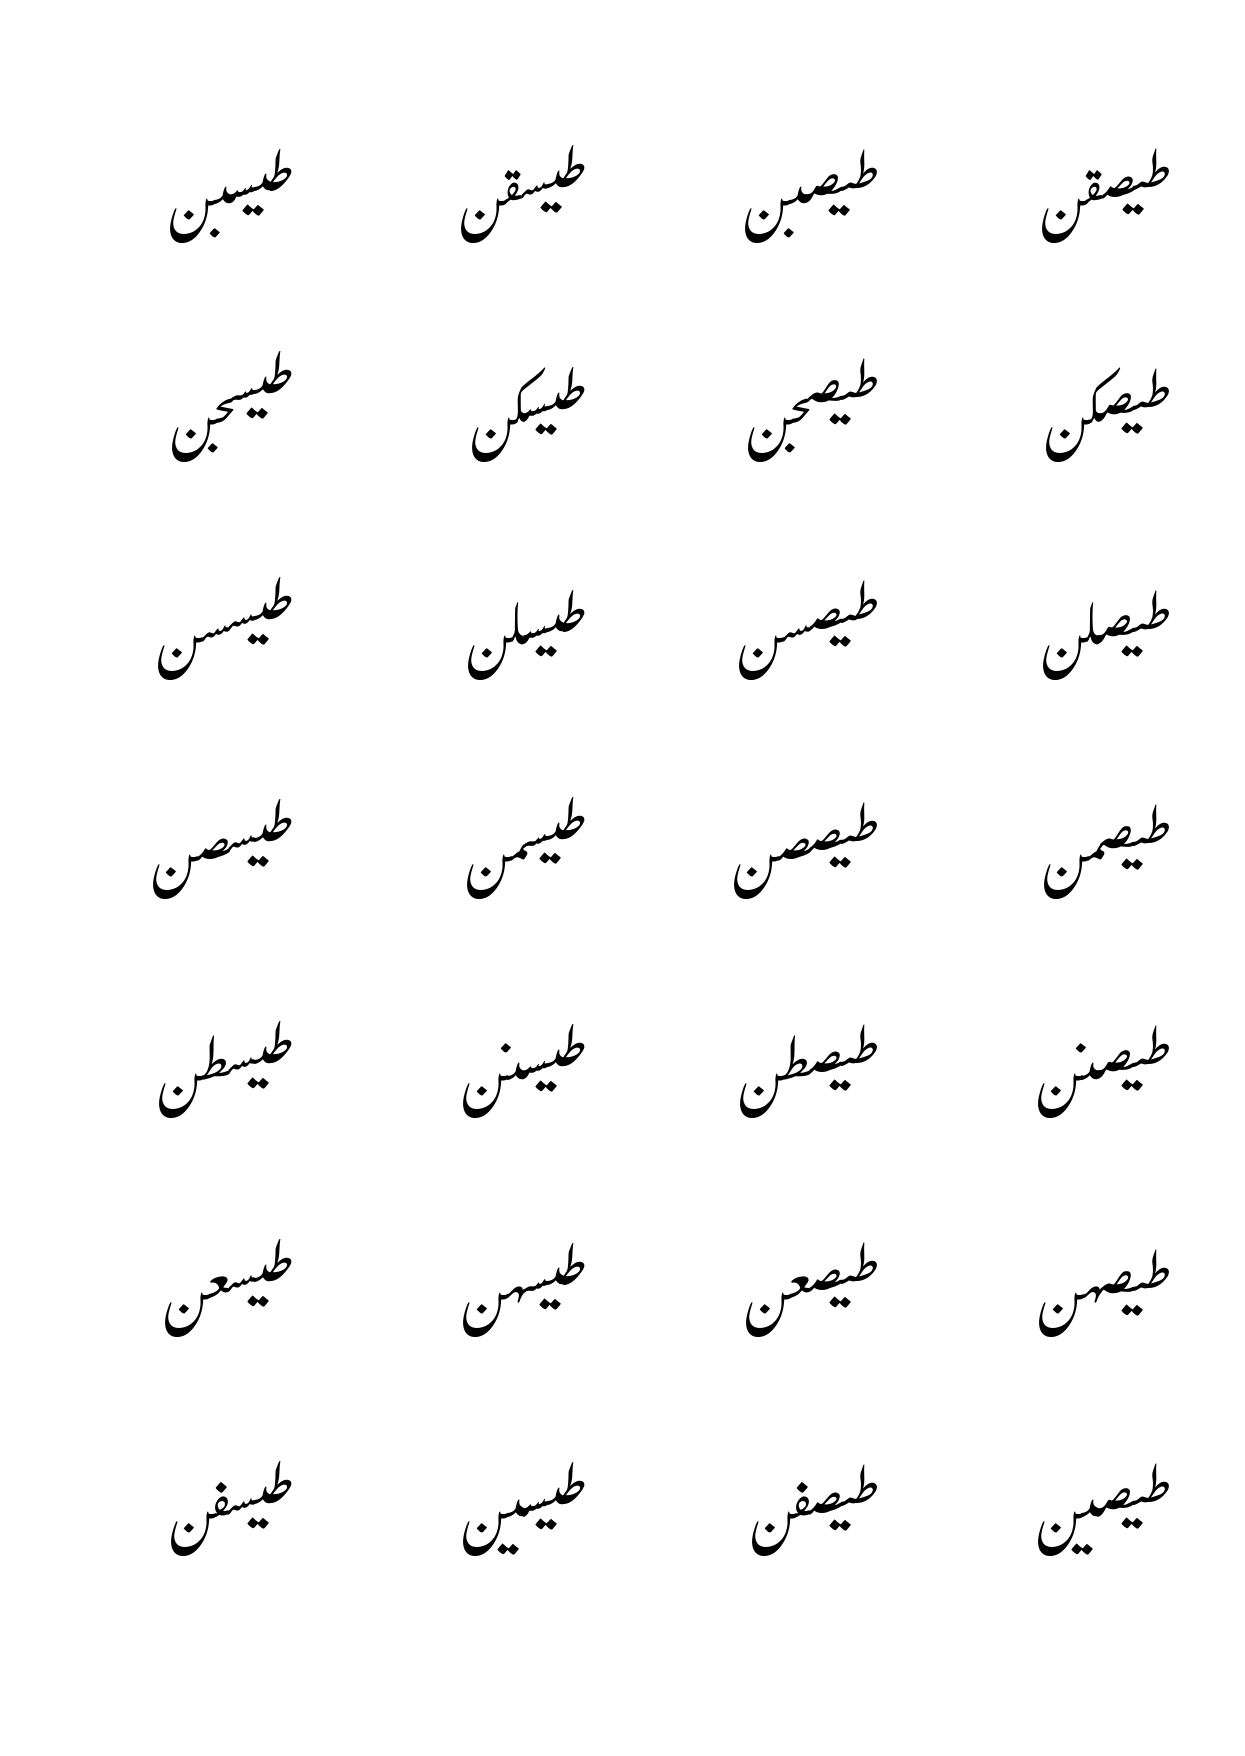 طیصقن طیصبن طیسقن طیسبن
طیصکن طیصجن طیسکن طیسجن
طیصلن طیصسن طیسلن طیسسن
طیصمن طیصصن طیسمن طیسصن
طیصنن طیصطن طیسنن طیسطن
طیصهن طیصعن طیسهن طیسعن
طیصین طیصفن طیسین طیسفن